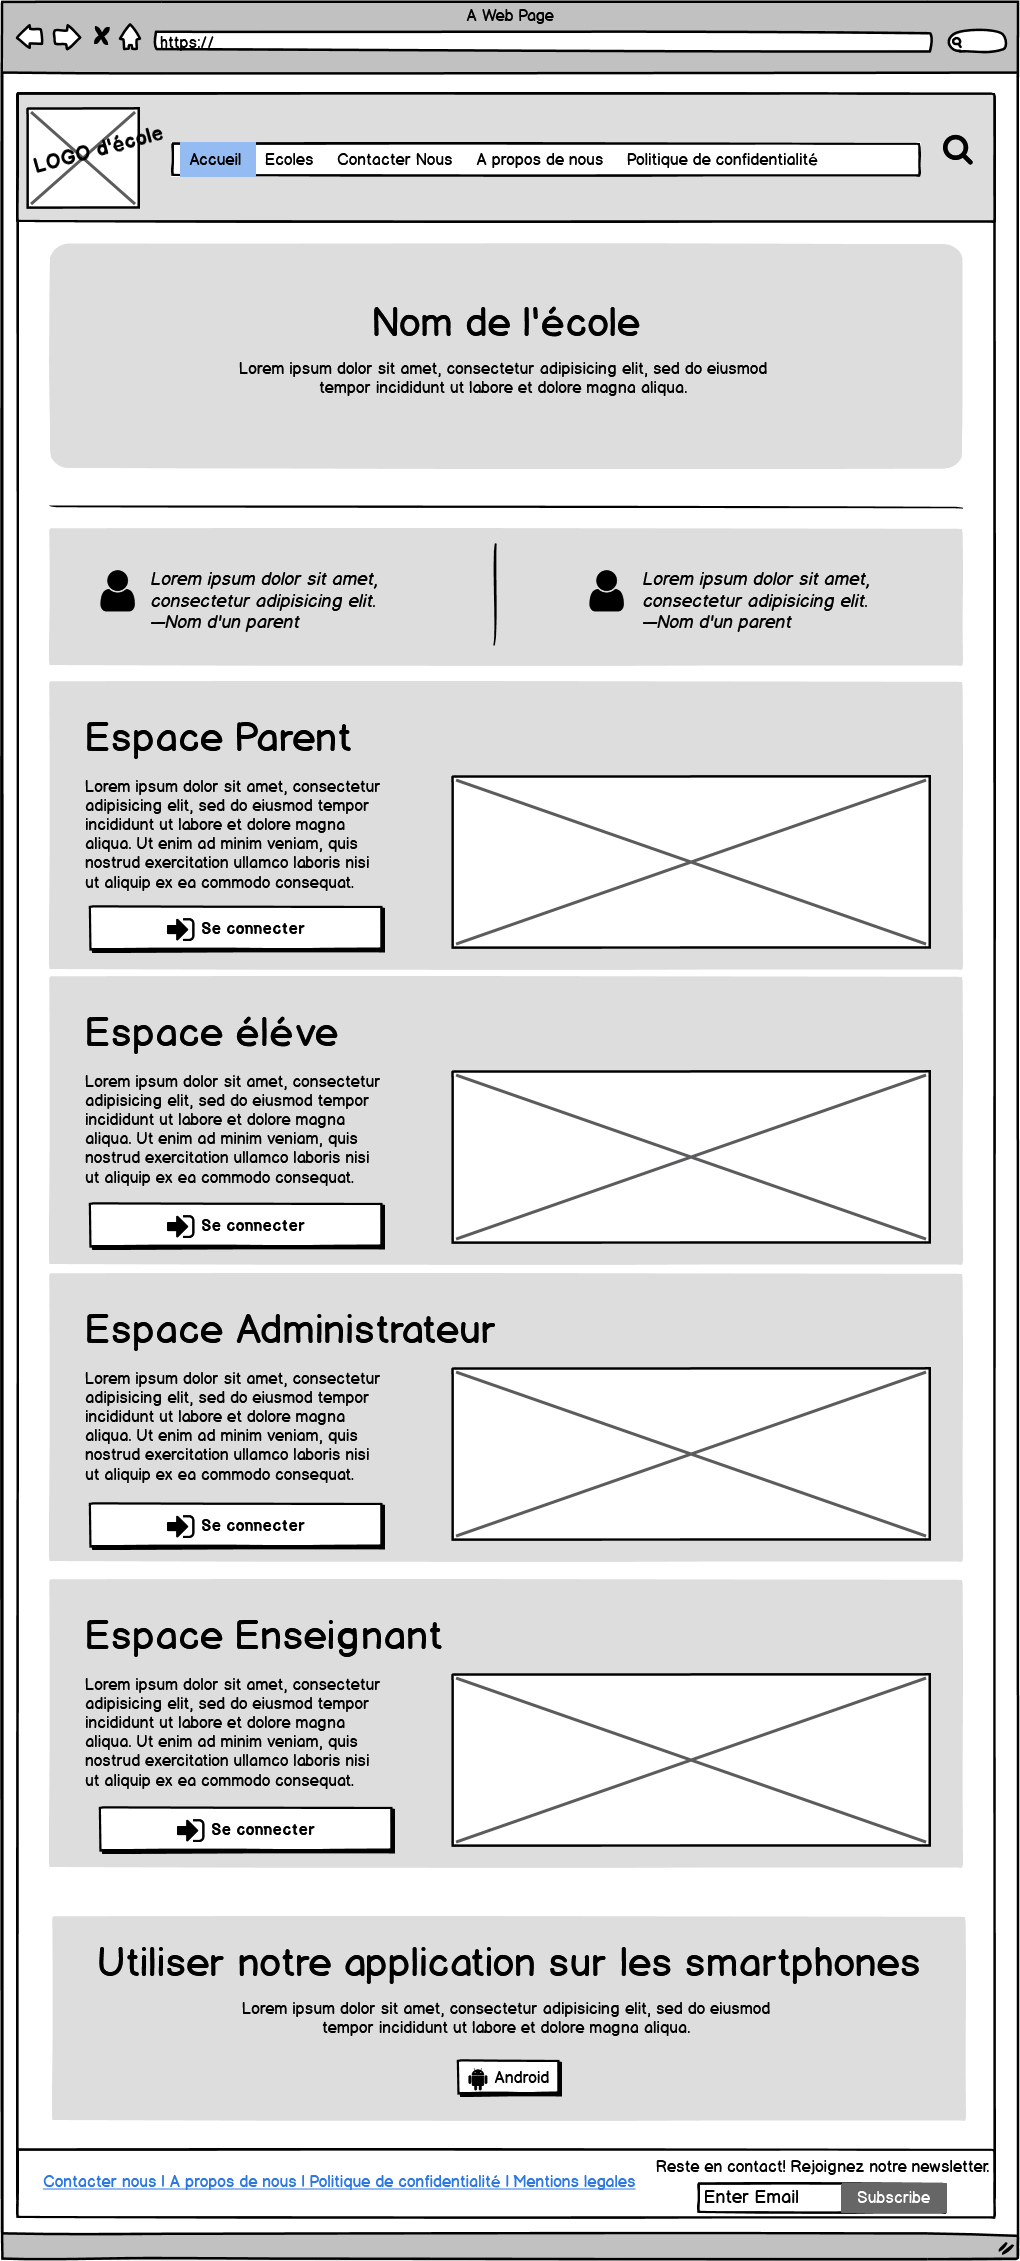 A Web Page
https://
LOGO d'école
Accueil Ecoles Contacter Nous A propos de nous Politique de confidentialité
Nom de l'école
Lorem ipsum dolor sit amet, consectetur adipisicing elit, sed do eiusmod
tempor incididunt ut labore et dolore magna aliqua.
Lorem ipsum dolor sit amet,
consectetur adipisicing elit.
—Nom d'un parent
Lorem ipsum dolor sit amet,
consectetur adipisicing elit.
—Nom d'un parent
Espace Parent
Lorem ipsum dolor sit amet, consectetur
adipisicing elit, sed do eiusmod tempor
incididunt ut labore et dolore magna
aliqua. Ut enim ad minim veniam, quis
nostrud exercitation ullamco laboris nisi
ut aliquip ex ea commodo consequat.
Se connecter
Espace éléve
Lorem ipsum dolor sit amet, consectetur
adipisicing elit, sed do eiusmod tempor
incididunt ut labore et dolore magna
aliqua. Ut enim ad minim veniam, quis
nostrud exercitation ullamco laboris nisi
ut aliquip ex ea commodo consequat.
Se connecter
Espace Administrateur
Lorem ipsum dolor sit amet, consectetur
adipisicing elit, sed do eiusmod tempor
incididunt ut labore et dolore magna
aliqua. Ut enim ad minim veniam, quis
nostrud exercitation ullamco laboris nisi
ut aliquip ex ea commodo consequat.
Se connecter
Espace Enseignant
Lorem ipsum dolor sit amet, consectetur
adipisicing elit, sed do eiusmod tempor
incididunt ut labore et dolore magna
aliqua. Ut enim ad minim veniam, quis
nostrud exercitation ullamco laboris nisi
ut aliquip ex ea commodo consequat.
Se connecter
Utiliser notre application sur les smartphones
Lorem ipsum dolor sit amet, consectetur adipisicing elit, sed do eiusmod
tempor incididunt ut labore et dolore magna aliqua.
Android
Contacter nous | A propos de nous | Politique de confidentialité | Mentions legales
Reste en contact! Rejoignez notre newsletter.
Enter Email Subscribe